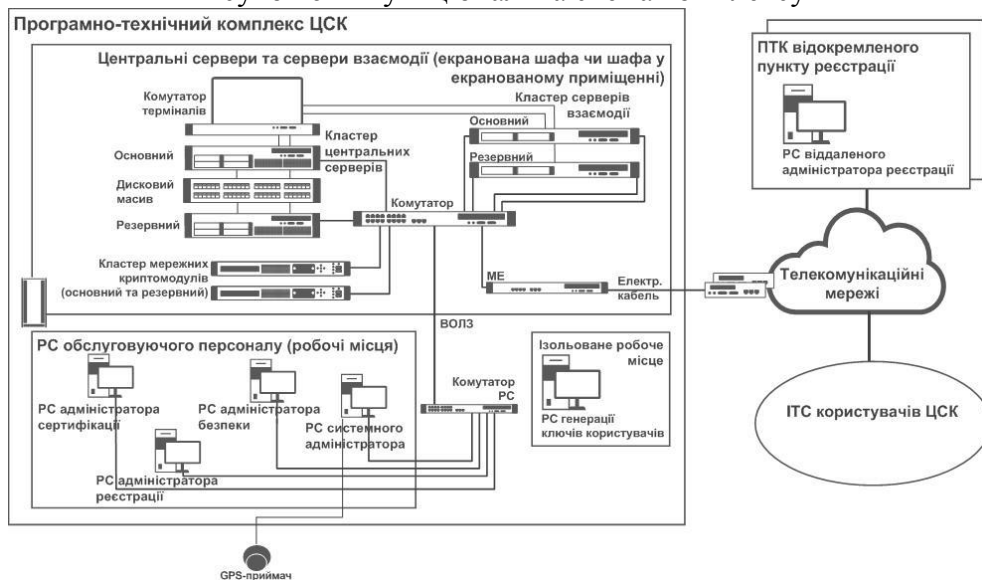 Програмно-технічний комплекс ЦСК
Центральні сервери та сервери взаємодії (екранована шафа чи шафа у
екранованому приміщенні)
Комутатор
терміналів
Кластер серверів
взаємодії
Основний
Резервний
Основний
Кластер
центральних
серверів
Дисковий
масив
Резервний
Комутатор
Кластер мережних
криптомодулів
(основний та резервний)
МЕ
Електр.
кабель
ВОЛЗ
РС обслуговуючого персоналу (робочі місця)
РС адміністратора
сертифікації
РС адміністратора
безпеки
РС системного
адміністратора
РС адміністратора
реєстрації
Комутатор
РС
Ізольоване робоче
місце
РС генерації
ключів користувачів
GPS-приймач
ПТК відокремленого
пункту реєстрації
РС віддаленого
адміністратора реєстрації
Телекомунікаційні
мережі
ІТС користувачів ЦСК